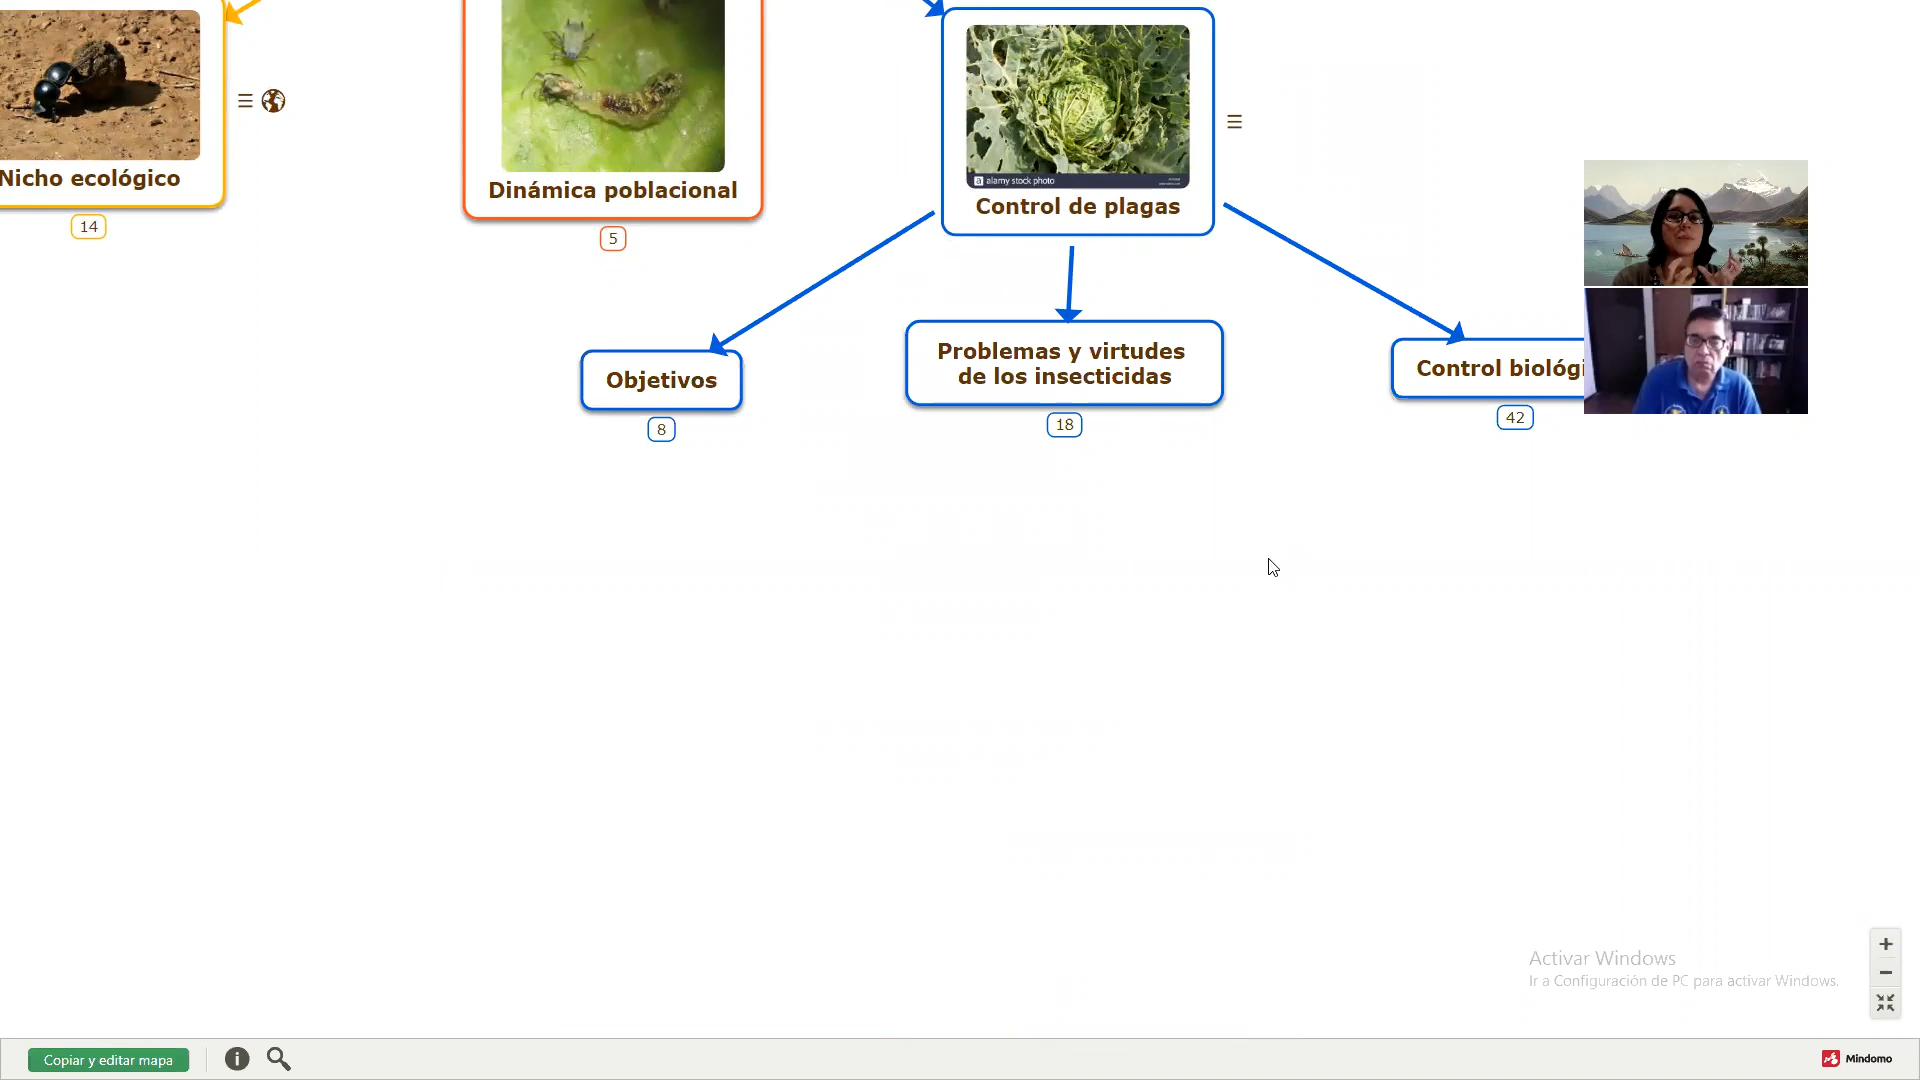 alamy stock photo
Nicho ecológico
14
Dinámica poblacional
5
Control de plagas
Objetivos
8
Problemas y virtudes
de los insecticidas
18
Control biológi
42
Activar Windows
Ir a Configuración de PC para activar Windows.
Copiar y editar mapa
Mindomo